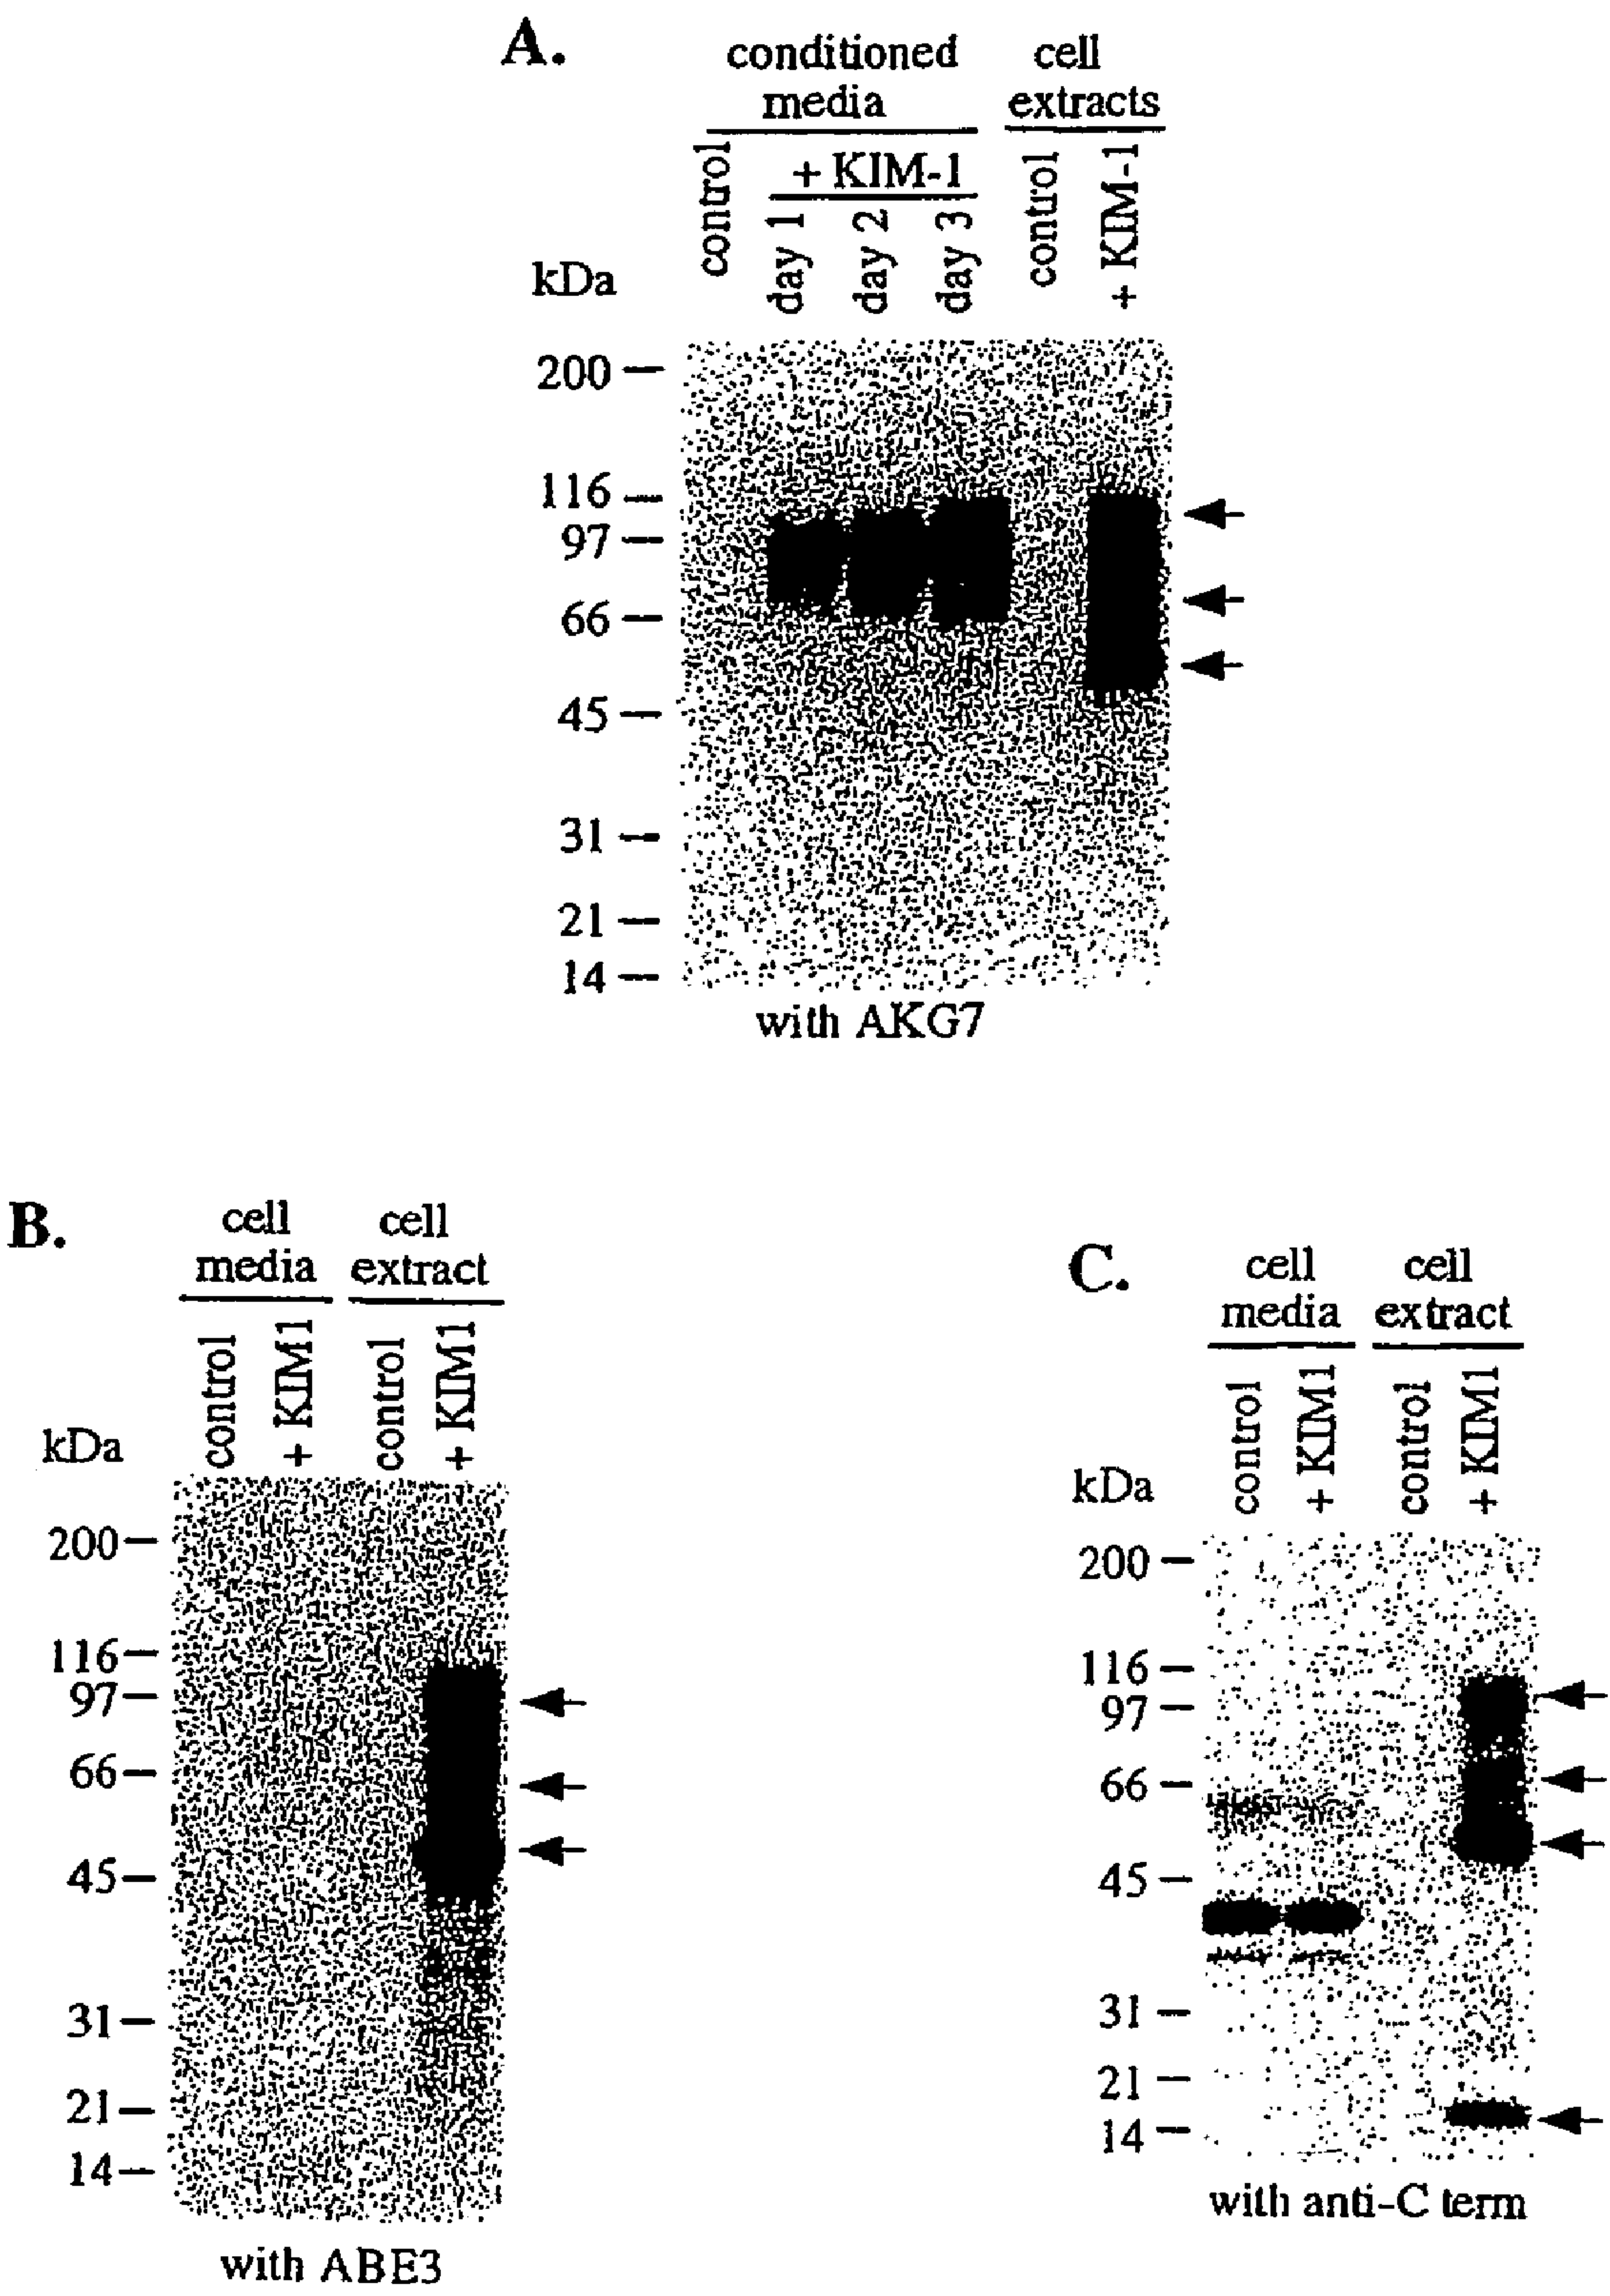 A.
conditioned media
cell extracts
control
+ KIM-1
day 1
day 2
day 3
control
+ KIM-1
kDa
200
116
97
66
45
31
21
14
with AKG7
B.
cell media
cell extract
control
+ KIM1
control
+ KIM1
kDa
200
116
97
66
45
31
21
14
with ABE3
C.
cell media
cell extract
control
+ KIM1
control
+ KIM1
kDa
200
116
97
66
45
31
21
14
with anti-C term